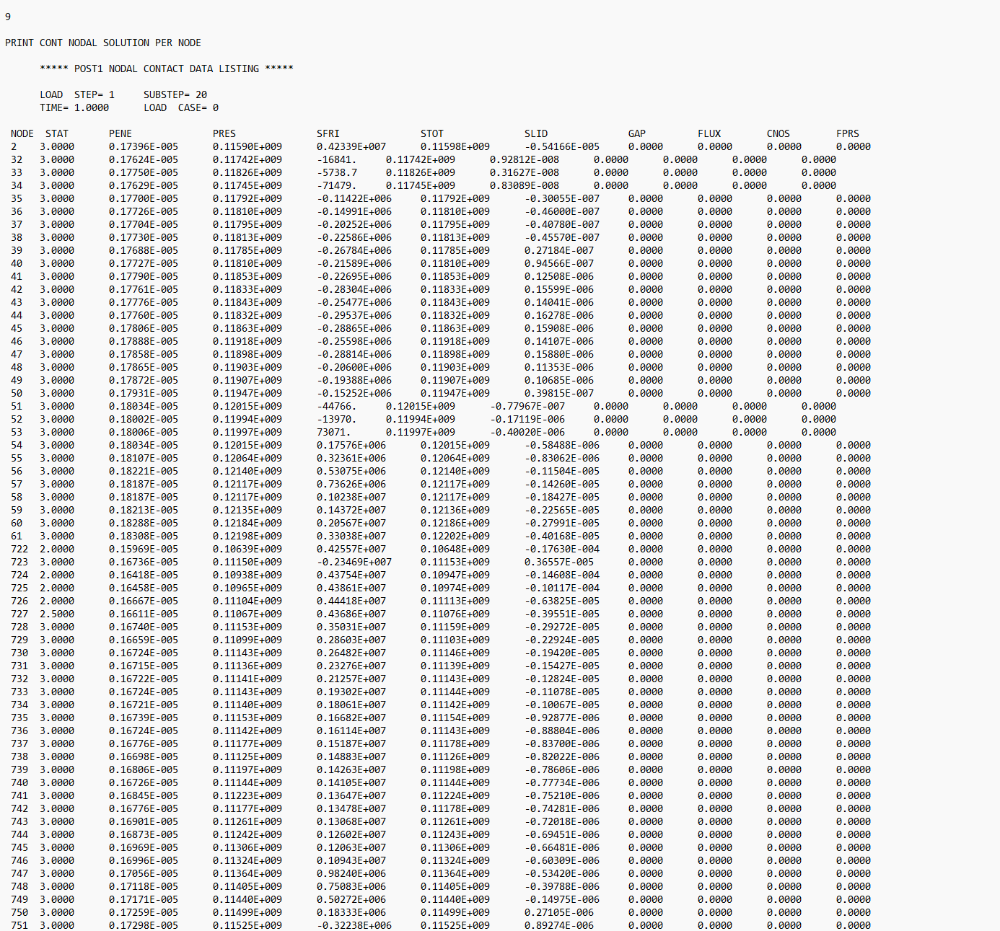 9
PRINT CONT NODAL SOLUTION PER NODE
***** POST1 NODAL CONTACT DATA LISTING *****
LOAD STEP= 1 SUBSTEP= 20
TIME= 1.0000 LOAD CASE= 0
NODE STAT PENE PRES SFRI STOT SLID GAP FLUX CNOS FPRS
2 3.0000 0.17396E-005 0.11590E+009 0.42339E+007 0.11598E+009 -0.54166E-005 0.0000 0.0000 0.0000 0.0000
32 3.0000 0.17624E-005 0.11742E+009 -16841. 0.11742E+009 0.92812E-008 0.0000 0.0000 0.0000 0.0000
33 3.0000 0.17750E-005 0.11826E+009 -5738.7 0.11826E+009 0.31627E-008 0.0000 0.0000 0.0000 0.0000
34 3.0000 0.17629E-005 0.11745E+009 -71479. 0.11745E+009 0.83089E-008 0.0000 0.0000 0.0000 0.0000
35 3.0000 0.17700E-005 0.11792E+009 -0.11422E+006 0.11792E+009 -0.30055E-007 0.0000 0.0000 0.0000 0.0000
36 3.0000 0.17726E-005 0.11810E+009 -0.14991E+006 0.11810E+009 -0.46000E-007 0.0000 0.0000 0.0000 0.0000
37 3.0000 0.17704E-005 0.11795E+009 -0.20252E+006 0.11795E+009 -0.40780E-007 0.0000 0.0000 0.0000 0.0000
38 3.0000 0.17730E-005 0.11813E+009 -0.22586E+006 0.11813E+009 -0.45570E-007 0.0000 0.0000 0.0000 0.0000
39 3.0000 0.17688E-005 0.11785E+009 -0.26784E+006 0.11785E+009 0.27184E-007 0.0000 0.0000 0.0000 0.0000
40 3.0000 0.17727E-005 0.11810E+009 -0.21589E+006 0.11810E+009 0.94566E-007 0.0000 0.0000 0.0000 0.0000
41 3.0000 0.17790E-005 0.11853E+009 -0.22695E+006 0.11853E+009 0.12508E-006 0.0000 0.0000 0.0000 0.0000
42 3.0000 0.17761E-005 0.11833E+009 -0.28304E+006 0.11833E+009 0.15599E-006 0.0000 0.0000 0.0000 0.0000
43 3.0000 0.17776E-005 0.11843E+009 -0.25477E+006 0.11843E+009 0.14041E-006 0.0000 0.0000 0.0000 0.0000
44 3.0000 0.17760E-005 0.11832E+009 -0.29537E+006 0.11832E+009 0.16278E-006 0.0000 0.0000 0.0000 0.0000
45 3.0000 0.17806E-005 0.11863E+009 -0.28865E+006 0.11863E+009 0.15908E-006 0.0000 0.0000 0.0000 0.0000
46 3.0000 0.17888E-005 0.11918E+009 -0.25598E+006 0.11918E+009 0.14107E-006 0.0000 0.0000 0.0000 0.0000
47 3.0000 0.17858E-005 0.11898E+009 -0.28814E+006 0.11898E+009 0.15880E-006 0.0000 0.0000 0.0000 0.0000
48 3.0000 0.17865E-005 0.11903E+009 -0.20600E+006 0.11903E+009 0.11353E-006 0.0000 0.0000 0.0000 0.0000
49 3.0000 0.17872E-005 0.11907E+009 -0.19388E+006 0.11907E+009 0.10685E-006 0.0000 0.0000 0.0000 0.0000
50 3.0000 0.17931E-005 0.11947E+009 -0.15252E+006 0.11947E+009 0.39815E-007 0.0000 0.0000 0.0000 0.0000
51 3.0000 0.18034E-005 0.12015E+009 -44766. 0.12015E+009 -0.77967E-007 0.0000 0.0000 0.0000 0.0000
52 3.0000 0.18002E-005 0.11994E+009 -13970. 0.11994E+009 -0.17119E-006 0.0000 0.0000 0.0000 0.0000
53 3.0000 0.18006E-005 0.11997E+009 73071. 0.11997E+009 -0.40020E-006 0.0000 0.0000 0.0000 0.0000
54 3.0000 0.18034E-005 0.12015E+009 0.17576E+006 0.12015E+009 -0.58488E-006 0.0000 0.0000 0.0000 0.0000
55 3.0000 0.18107E-005 0.12064E+009 0.32361E+006 0.12064E+009 -0.83062E-006 0.0000 0.0000 0.0000 0.0000
56 3.0000 0.18221E-005 0.12140E+009 0.53075E+006 0.12140E+009 -0.11504E-005 0.0000 0.0000 0.0000 0.0000
57 3.0000 0.18187E-005 0.12117E+009 0.73626E+006 0.12117E+009 -0.14260E-005 0.0000 0.0000 0.0000 0.0000
58 3.0000 0.18187E-005 0.12117E+009 0.10238E+007 0.12117E+009 -0.18427E-005 0.0000 0.0000 0.0000 0.0000
59 3.0000 0.18213E-005 0.12135E+009 0.14372E+007 0.12136E+009 -0.22565E-005 0.0000 0.0000 0.0000 0.0000
60 3.0000 0.18288E-005 0.12184E+009 0.20567E+007 0.12186E+009 -0.27991E-005 0.0000 0.0000 0.0000 0.0000
61 3.0000 0.18308E-005 0.12198E+009 0.33038E+007 0.12202E+009 -0.40168E-005 0.0000 0.0000 0.0000 0.0000
722 2.0000 0.15969E-005 0.10639E+009 0.42557E+007 0.10648E+009 -0.17630E-004 0.0000 0.0000 0.0000 0.0000
723 3.0000 0.16736E-005 0.11150E+009 -0.23469E+007 0.11153E+009 0.36557E-005 0.0000 0.0000 0.0000 0.0000
724 2.0000 0.16418E-005 0.10938E+009 0.43754E+007 0.10947E+009 -0.14608E-004 0.0000 0.0000 0.0000 0.0000
725 2.0000 0.16458E-005 0.10965E+009 0.43861E+007 0.10974E+009 -0.10117E-004 0.0000 0.0000 0.0000 0.0000
726 2.0000 0.16667E-005 0.11104E+009 0.44418E+007 0.11113E+009 -0.63825E-005 0.0000 0.0000 0.0000 0.0000
727 2.5000 0.16611E-005 0.11067E+009 0.43686E+007 0.11076E+009 -0.39551E-005 0.0000 0.0000 0.0000 0.0000
728 3.0000 0.16740E-005 0.11153E+009 0.35031E+007 0.11159E+009 -0.29272E-005 0.0000 0.0000 0.0000 0.0000
729 3.0000 0.16659E-005 0.11099E+009 0.28603E+007 0.11103E+009 -0.22924E-005 0.0000 0.0000 0.0000 0.0000
730 3.0000 0.16724E-005 0.11143E+009 0.26482E+007 0.11146E+009 -0.19420E-005 0.0000 0.0000 0.0000 0.0000
731 3.0000 0.16715E-005 0.11136E+009 0.23276E+007 0.11139E+009 -0.15427E-005 0.0000 0.0000 0.0000 0.0000
732 3.0000 0.16722E-005 0.11141E+009 0.21257E+007 0.11143E+009 -0.12824E-005 0.0000 0.0000 0.0000 0.0000
733 3.0000 0.16724E-005 0.11143E+009 0.19302E+007 0.11144E+009 -0.11078E-005 0.0000 0.0000 0.0000 0.0000
734 3.0000 0.16721E-005 0.11140E+009 0.18061E+007 0.11142E+009 -0.10067E-005 0.0000 0.0000 0.0000 0.0000
735 3.0000 0.16739E-005 0.11153E+009 0.16682E+007 0.11154E+009 -0.92877E-006 0.0000 0.0000 0.0000 0.0000
736 3.0000 0.16724E-005 0.11142E+009 0.16114E+007 0.11143E+009 -0.88804E-006 0.0000 0.0000 0.0000 0.0000
737 3.0000 0.16776E-005 0.11177E+009 0.15187E+007 0.11178E+009 -0.83700E-006 0.0000 0.0000 0.0000 0.0000
738 3.0000 0.16698E-005 0.11125E+009 0.14883E+007 0.11126E+009 -0.82022E-006 0.0000 0.0000 0.0000 0.0000
739 3.0000 0.16806E-005 0.11197E+009 0.14263E+007 0.11198E+009 -0.78606E-006 0.0000 0.0000 0.0000 0.0000
740 3.0000 0.16726E-005 0.11144E+009 0.14105E+007 0.11144E+009 -0.77734E-006 0.0000 0.0000 0.0000 0.0000
741 3.0000 0.16845E-005 0.11223E+009 0.13647E+007 0.11224E+009 -0.75210E-006 0.0000 0.0000 0.0000 0.0000
742 3.0000 0.16776E-005 0.11177E+009 0.13478E+007 0.11178E+009 -0.74281E-006 0.0000 0.0000 0.0000 0.0000
743 3.0000 0.16901E-005 0.11261E+009 0.13068E+007 0.11261E+009 -0.72018E-006 0.0000 0.0000 0.0000 0.0000
744 3.0000 0.16873E-005 0.11242E+009 0.12602E+007 0.11243E+009 -0.69451E-006 0.0000 0.0000 0.0000 0.0000
745 3.0000 0.16969E-005 0.11306E+009 0.12063E+007 0.11306E+009 -0.66481E-006 0.0000 0.0000 0.0000 0.0000
746 3.0000 0.16996E-005 0.11324E+009 0.10943E+007 0.11324E+009 -0.60309E-006 0.0000 0.0000 0.0000 0.0000
747 3.0000 0.17056E-005 0.11364E+009 0.98240E+006 0.11364E+009 -0.53420E-006 0.0000 0.0000 0.0000 0.0000
748 3.0000 0.17118E-005 0.11405E+009 0.75083E+006 0.11405E+009 -0.39788E-006 0.0000 0.0000 0.0000 0.0000
749 3.0000 0.17171E-005 0.11440E+009 0.50272E+006 0.11440E+009 -0.14975E-006 0.0000 0.0000 0.0000 0.0000
750 3.0000 0.17259E-005 0.11499E+009 0.18333E+006 0.11499E+009 0.27105E-006 0.0000 0.0000 0.0000 0.0000
751 3.0000 0.17298E-005 0.11525E+009 -0.32238E+006 0.11525E+009 0.89274E-006 0.0000 0.0000 0.0000 0.0000